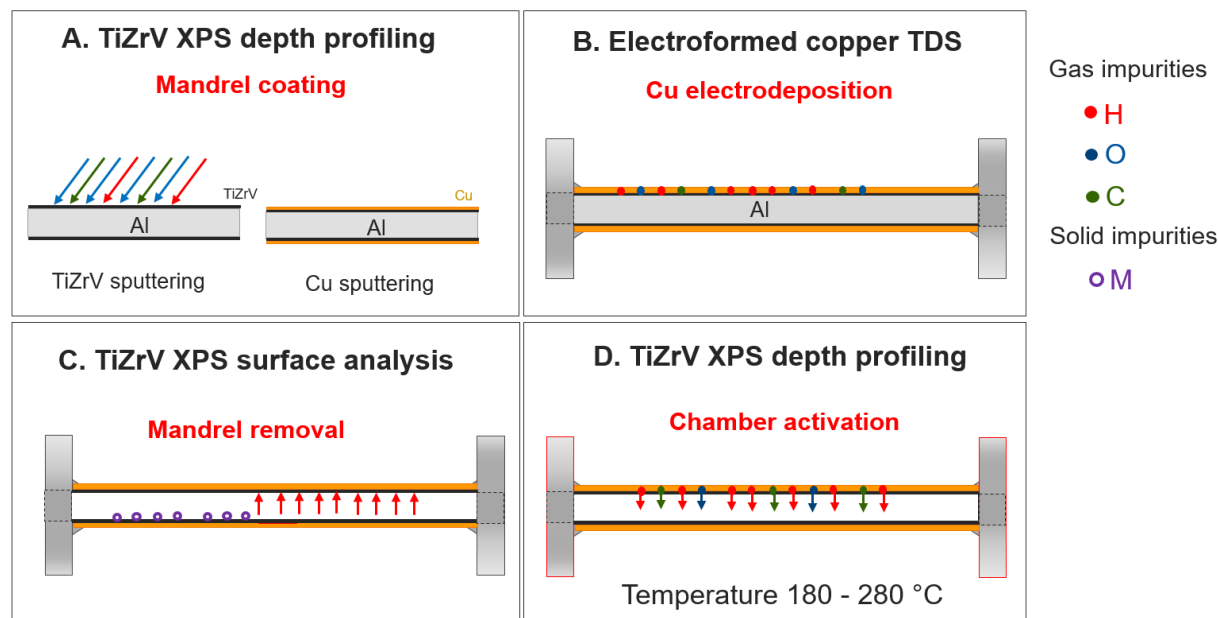 A. TiZrV XPS depth profiling
Mandrel coating
TiZrV
Al
TiZrV sputtering
Cu
Al
Cu sputtering
B. Electroformed copper TDS
Cu electrodeposition
Al
Gas impurities
H
O
C
Solid impurities
M
C. TiZrV XPS surface analysis
Mandrel removal
D. TiZrV XPS depth profiling
Chamber activation
Temperature 180 - 280 °C